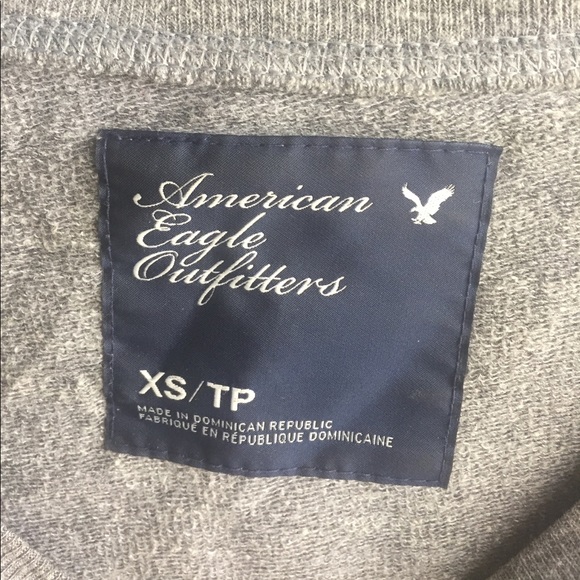 American
Eagle
Outfitters
XS/TP
MADE IN DOMINICAN REPUBLIC
FABRIQUÉ EN RÉPUBLIQUE DOMINICAINE